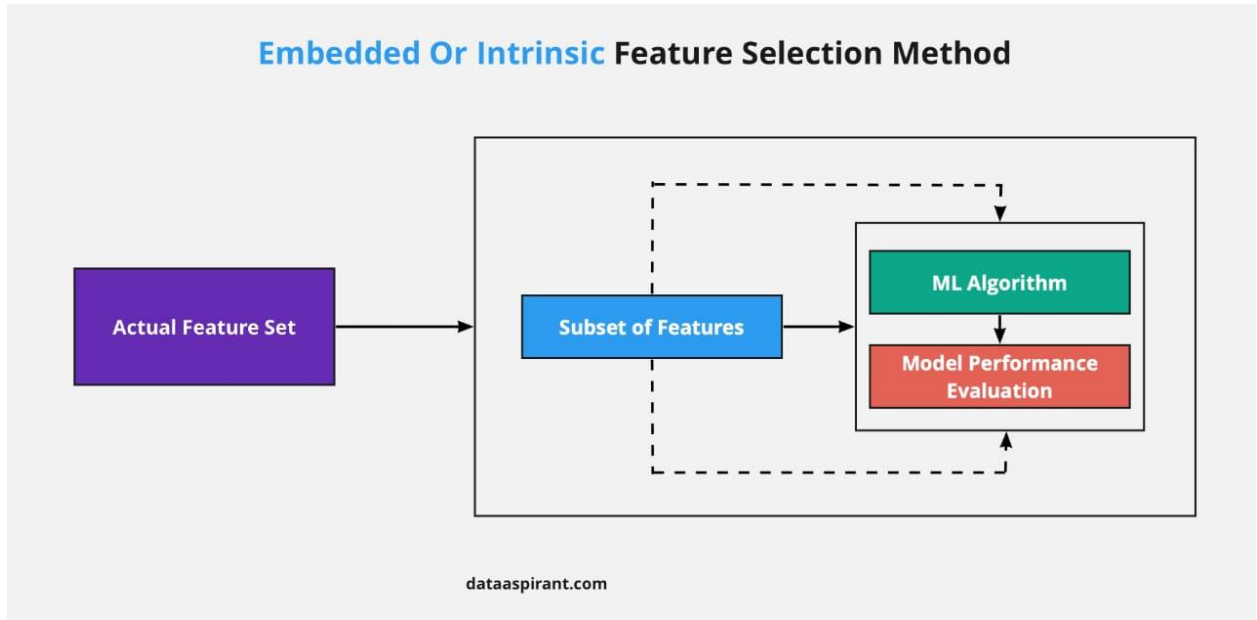 Embedded Or Intrinsic Feature Selection Method
Actual Feature Set
Subset of Features
ML Algorithm
Model Performance
Evaluation
dataaspirant.com